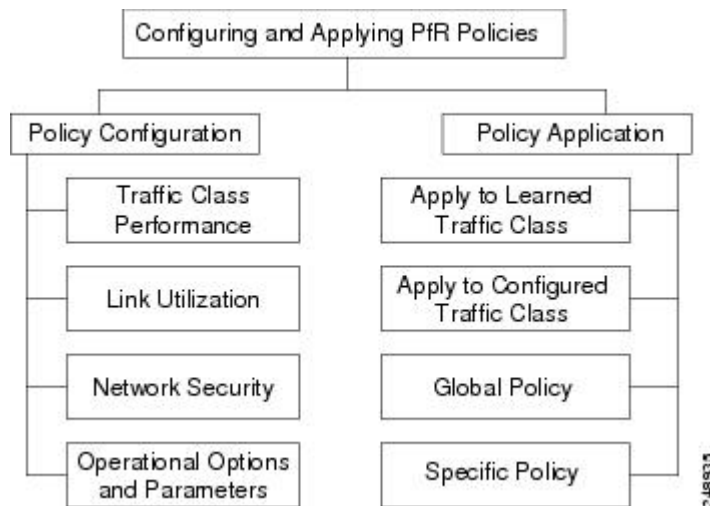 Configuring and Applying PfR Policies
Policy Configuration
Policy Application
Traffic Class
Performance
Apply to Learned
Traffic Class
Link Utilization
Apply to Configured
Traffic Class
Network Security
Global Policy
Operational Options
and Parameters
Specific Policy
248935